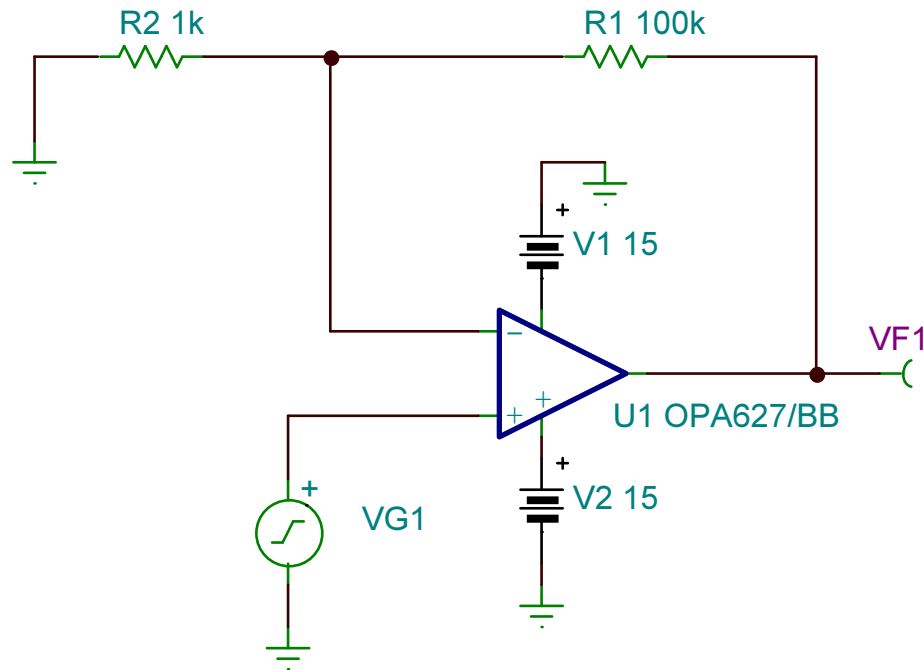 R2 1k
R1 100k
+
V1 15
−
VF1
+
+
U1 OPA627/BB
+
V2 15
+
VG1